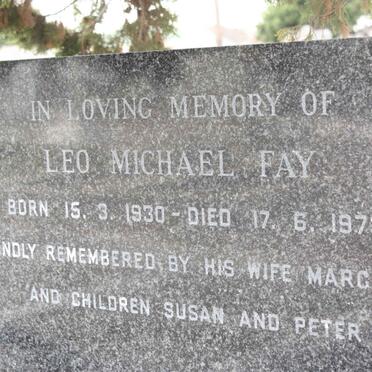 IN LOVING MEMORY OF
LEO MICHAEL FAY
BORN 15. 3. 1930 - DIED 17. 6. 197
NDLY REMEMBERED BY HIS WIFE MARG
AND CHILDREN SUSAN AND PETER